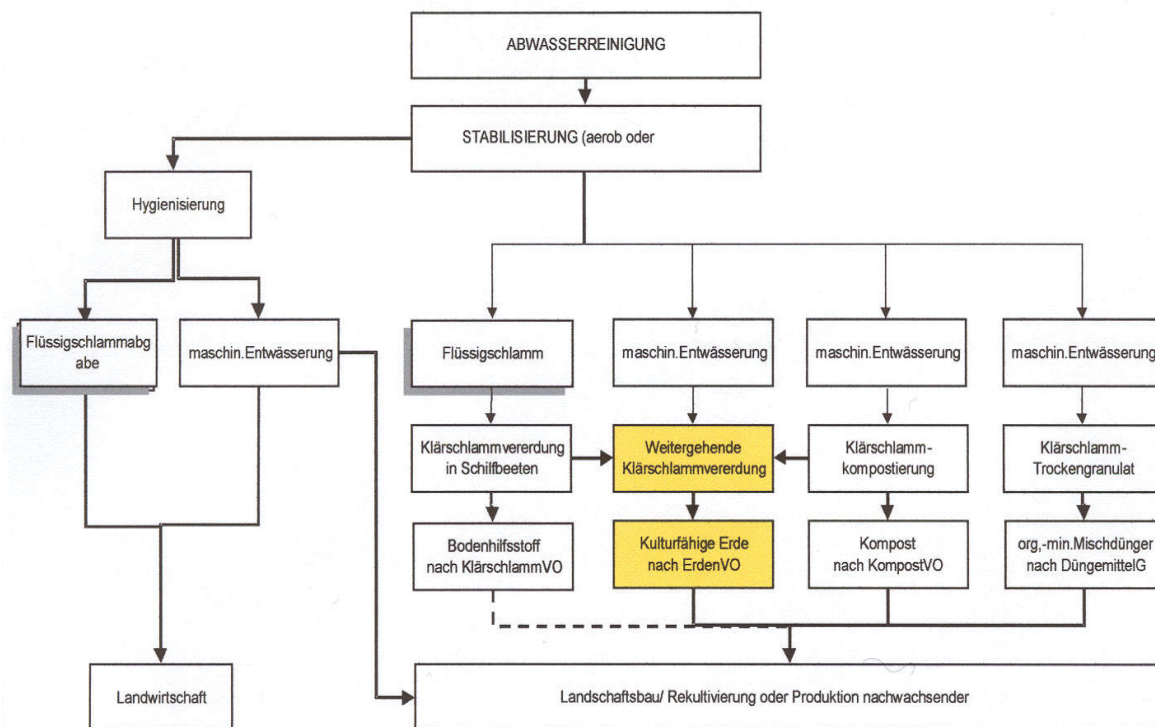 ABWASSERREINIGUNG
STABILISIERUNG (aerob oder
Hygienisierung
Flüssigschlammabg
abe
maschin.Entwässerung
Flüssigschlamm
maschin.Entwässerung
maschin.Entwässerung
maschin.Entwässerung
Klärschlammvererdung
in Schilfbeeten
Weitergehende
Klärschlammvererdung
Klärschlamm-
kompostierung
Klärschlamm-
Trockengranulat
Bodenhilfsstoff
nach KlärschlammVO
Kulturfähige Erde
nach ErdenVO
Kompost
nach KompostVO
org,-min.Mischdünger
nach DüngemittelG
Landwirtschaft
Landschaftsbau/ Rekultivierung oder Produktion nachwachsender